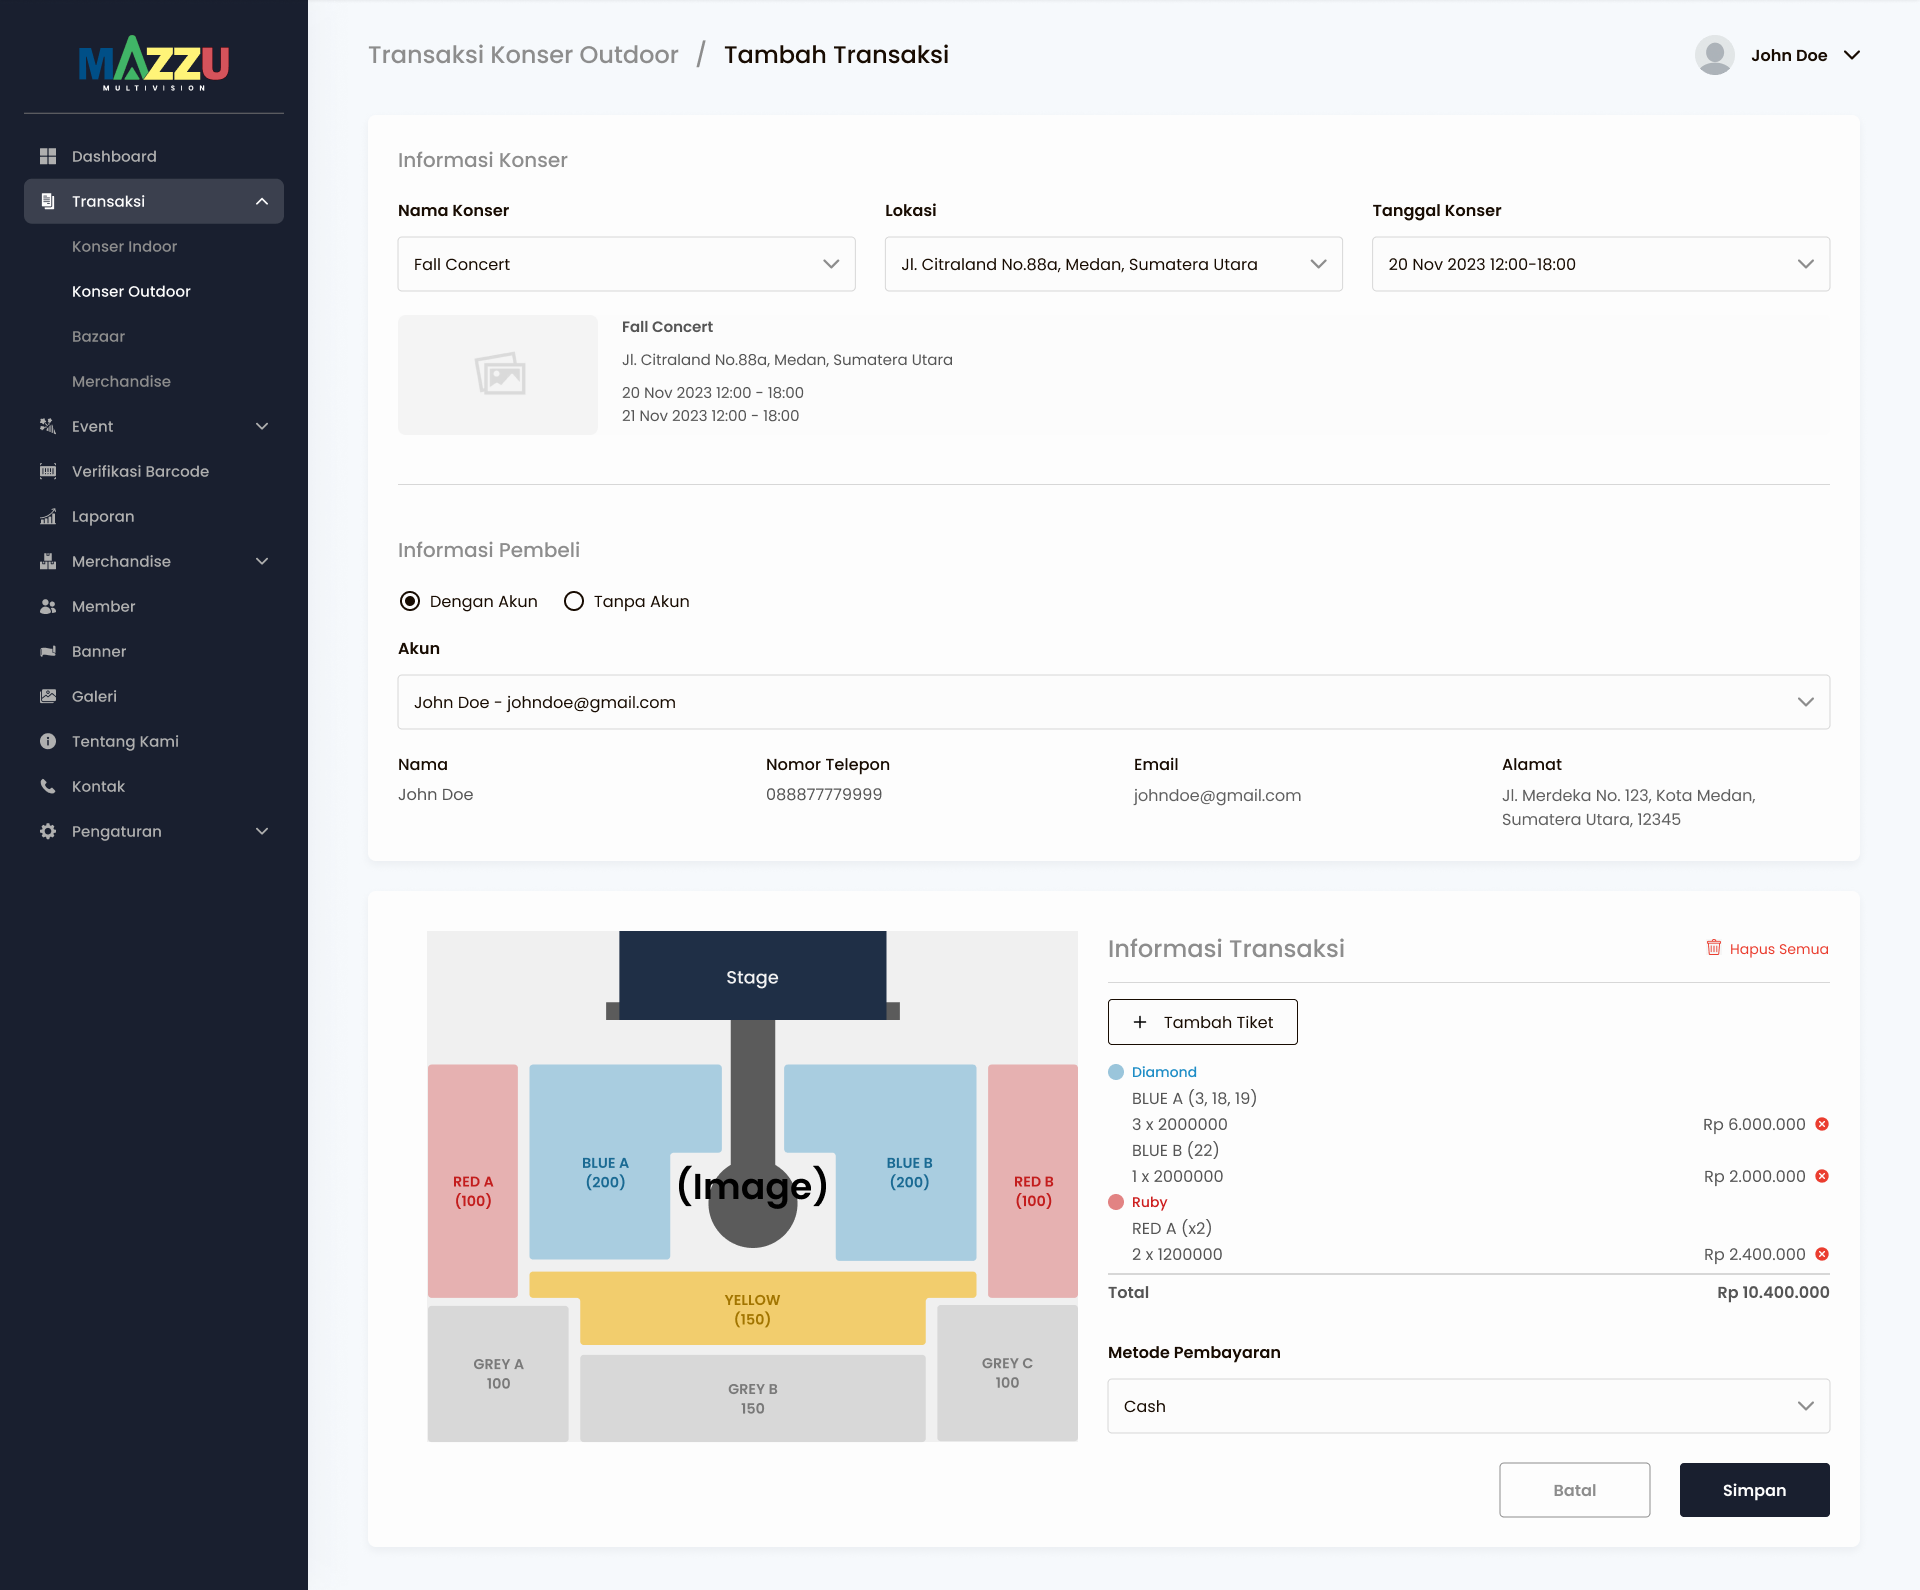 MAZZU
MULTIVISION
Dashboard
Transaksi
Konser Indoor
Konser Outdoor
Bazaar
Merchandise
Event
Verifikasi Barcode
Laporan
Merchandise
Member
Banner
Galeri
Tentang Kami
Kontak
Pengaturan
Transaksi Konser Outdoor / Tambah Transaksi
John Doe
Informasi Konser
Nama Konser
Lokasi
Tanggal Konser
Fall Concert
Jl. Citraland No.88a, Medan, Sumatera Utara
20 Nov 2023 12:00-18:00
Fall Concert
Jl. Citraland No.88a, Medan, Sumatera Utara
20 Nov 2023 12:00 - 18:00
21 Nov 2023 12:00 - 18:00
Informasi Pembeli
Dengan Akun
Tanpa Akun
Akun
John Doe - johndoe@gmail.com
Nama
John Doe
Nomor Telepon
088877779999
Email
johndoe@gmail.com
Alamat
Jl. Merdeka No. 123, Kota Medan,
Sumatera Utara, 12345
Stage
RED A
(100)
BLUE A
(200)
(Image)
BLUE B
(200)
RED B
(100)
YELLOW
(150)
GREY A
100
GREY B
150
GREY C
100
Informasi Transaksi
Hapus Semua
+ Tambah Tiket
Diamond
BLUE A (3, 18, 19)
3 x 2000000 Rp 6.000.000
BLUE B (22)
1 x 2000000 Rp 2.000.000
Ruby
RED A (x2)
2 x 1200000 Rp 2.400.000
Total Rp 10.400.000
Metode Pembayaran
Cash
Batal
Simpan